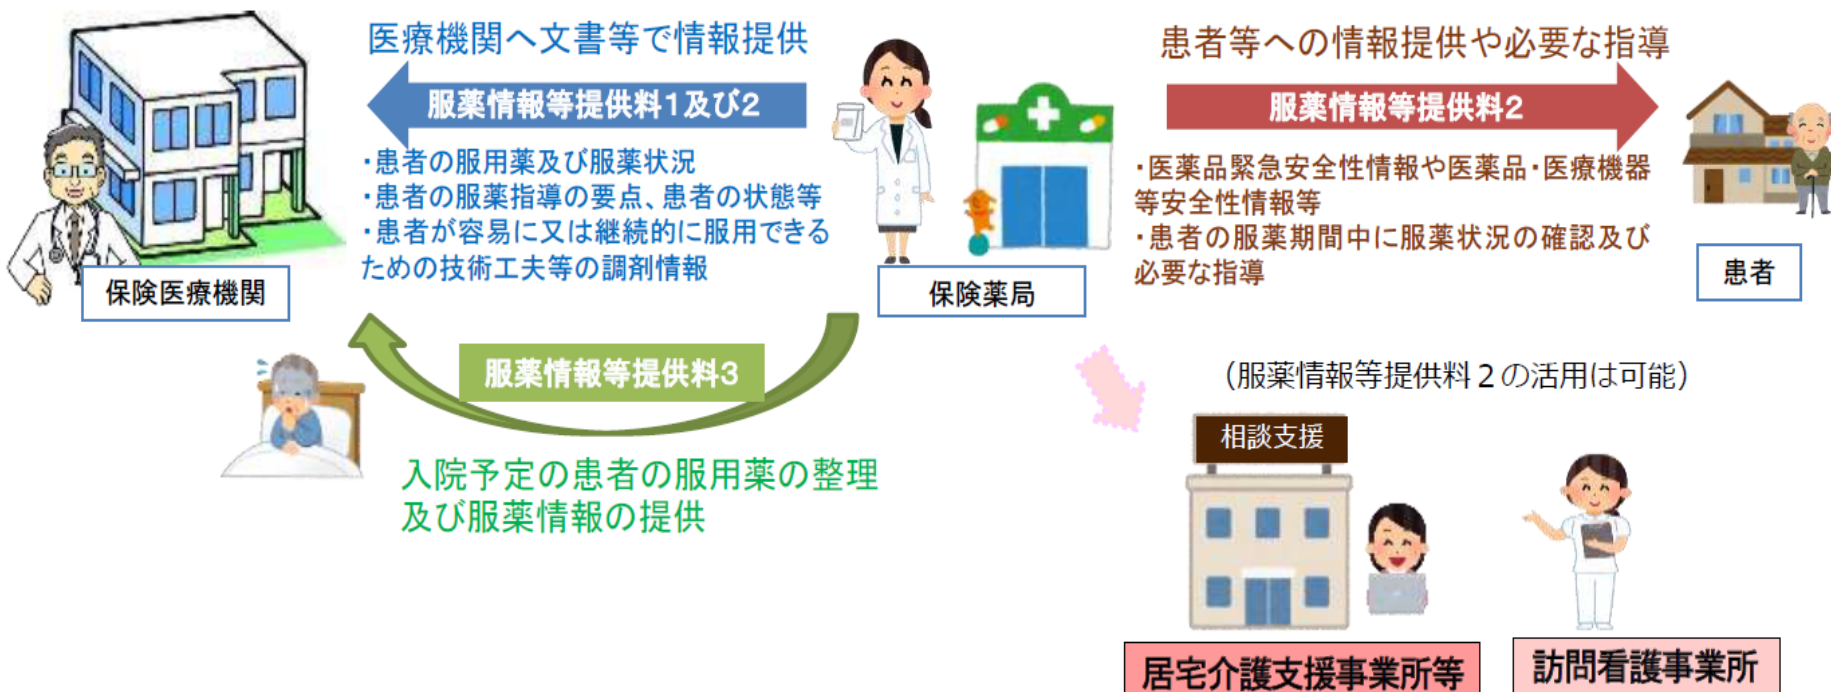 医療機関へ文書等で情報提供
服薬情報等提供料1及び2
・患者の服用薬及び服薬状況
・患者の服薬指導の要点、患者の状態等
・患者が容易に又は継続的に服用できる
ための技術工夫等の調剤情報
保険医療機関
保険薬局
患者等への情報提供や必要な指導
服薬情報等提供料2
・医薬品緊急安全性情報や医薬品・医療機器
等安全性情報等
・患者の服薬期間中に服薬状況の確認及び
必要な指導
患者
服薬情報等提供料3
入院予定の患者の服用薬の整理
及び服薬情報の提供
（服薬情報等提供料２の活用は可能）
相談支援
居宅介護支援事業所等
訪問看護事業所